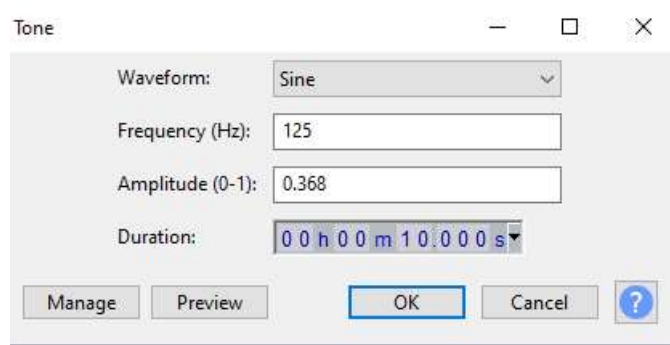 Tone
Waveform: Sine
Frequency (Hz): 125
Amplitude (0-1): 0.368
Duration: 00h00m10.000s
Manage Preview OK Cancel ?